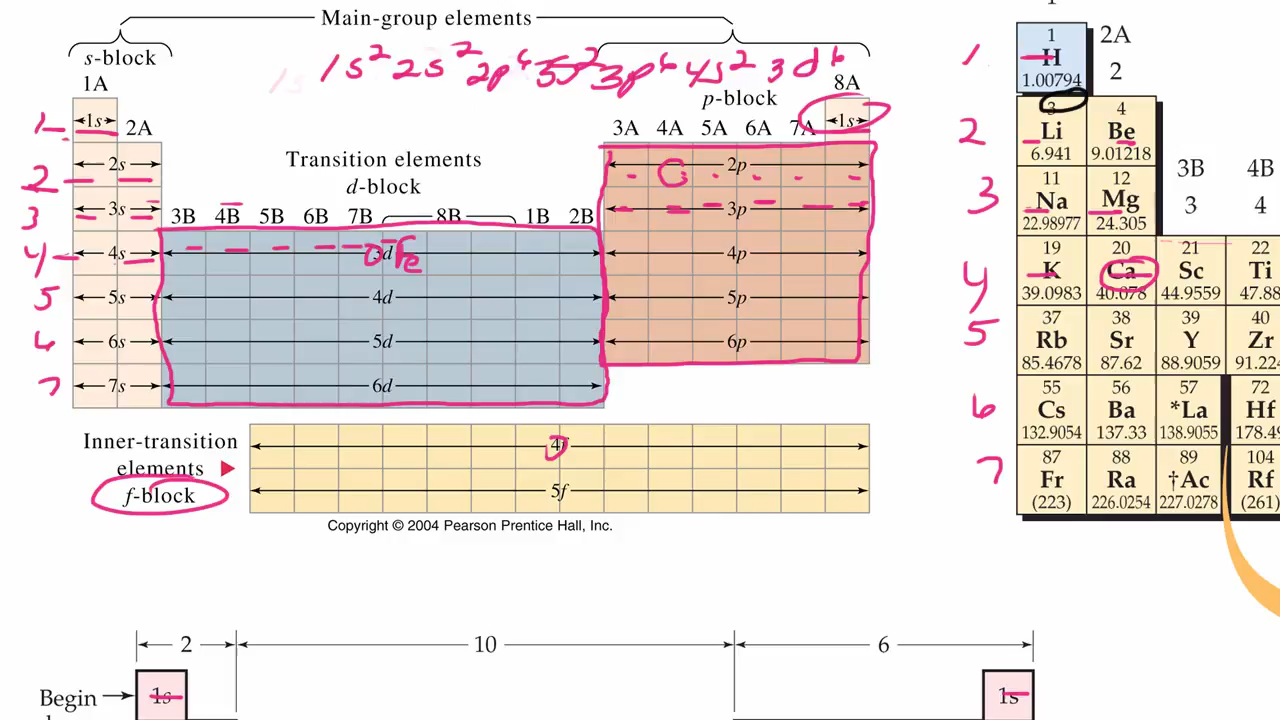 Main-group elements
s-block
1s² 2s² 2p⁶ 3s² 3p⁶ 4s² 3d⁶
1A
p-block
8A
1 1s 2A
3A 4A 5A 6A 7A 1s
Transition elements
d-block
2 2s 2p
3 3s 3p
3B 4B 5B 6B 7B 8B 1B 2B
4 4s 3d Fe 4p
5 5s 4d 5p
6 6s 5d 6p
7 7s 6d
Inner-transition
elements
f-block
4f
5f
Copyright © 2004 Pearson Prentice Hall, Inc.
1
1 H
1.00794
2A
2
2
3 4
Li Be
6.941 9.01218
3
11 12
Na Mg
22.98977 24.305
3B 4B
3 4
4
19 20 21 22
K Ca Sc Ti
39.0983 40.078 44.9559 47.88
5
37 38 39 40
Rb Sr Y Zr
85.4678 87.62 88.9059 91.224
6
55 56 57 72
Cs Ba *La Hf
132.9054 137.33 138.9055 178.49
7
87 88 89 104
Fr Ra †Ac Rf
(223) 226.0254 227.0278 (261)
2 10 6
Begin 1s 1s